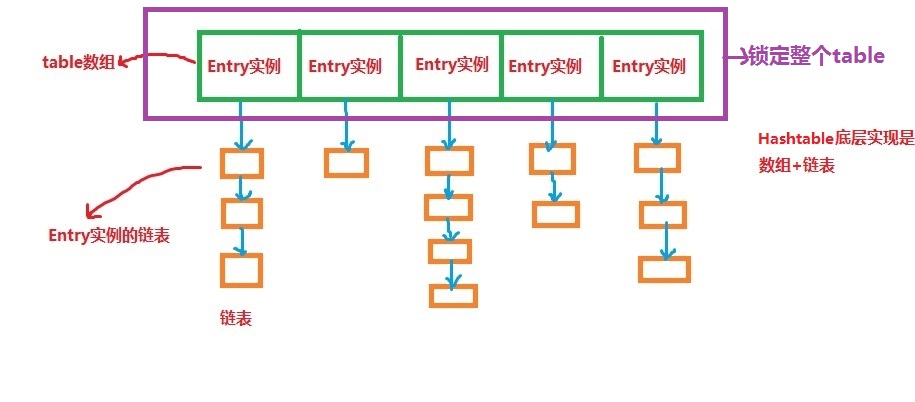 锁定整个table
table数组
Entry实例
Entry实例
Entry实例
Entry实例
Entry实例
Hashtable底层实现是
数组+链表
Entry实例的链表
链表